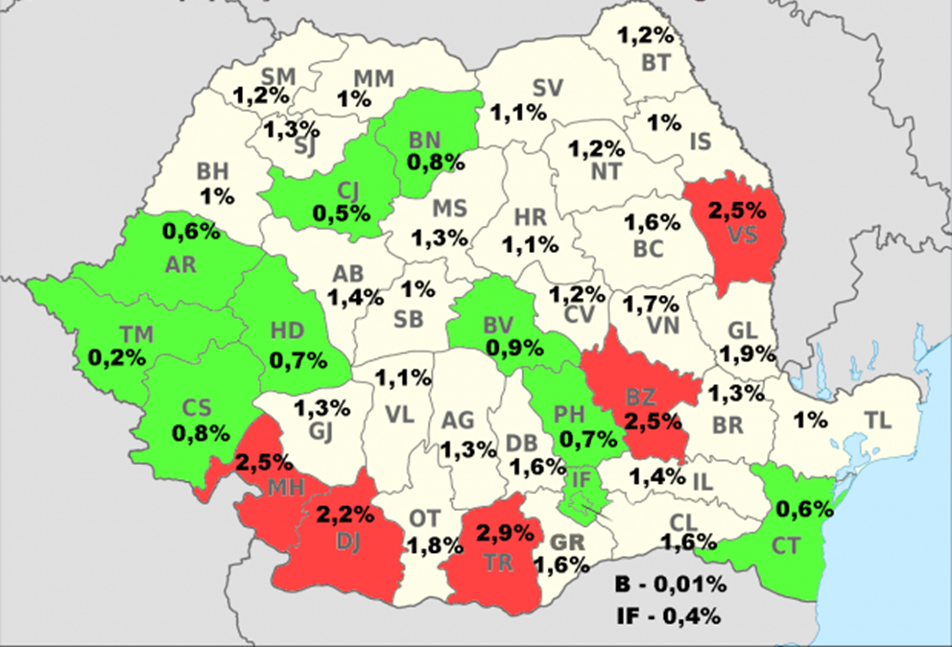 1,2%
BT
SM
1,2%
MM
1%
SV
1,1%
1,3%
SJ
BN
0,8%
1,2%
NT
1%
IS
BH
1%
CJ
0,5%
MS
1,3%
HR
1,1%
1,6%
BC
2,5%
VS
0,6%
AR
AB
1,4%
1%
SB
1,2%
CV
1,7%
VN
GL
1,9%
TM
0,2%
HD
0,7%
BV
0,9%
CS
0,8%
1,3%
GJ
1,1%
VL
AG
1,3%
DB
1,6%
PH
0,7%
BZ
2,5%
1,3%
BR
1%
TL
2,5%
MH
2,2%
DJ
OT
1,8%
2,9%
TR
IF
GR
1,6%
1,4% IL
CL
1,6%
0,6%
CT
B - 0,01%
IF - 0,4%